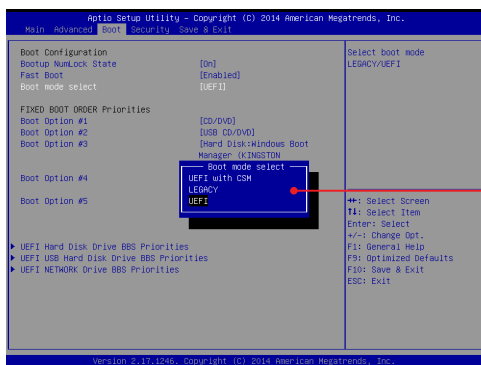 Aptio Setup Utility – Copyright (C) 2014 American Megatrends, Inc.
Main Advanced Boot Security Save & Exit
Boot Configuration
Bootup NumLock State [On]
Fast Boot [Enabled]
Boot mode select [UEFI]
FIXED BOOT ORDER Priorities
Boot Option #1 [CD/DVD]
Boot Option #2 [USB CD/DVD]
Boot Option #3 [Hard Disk:Windows Boot
Manager (KINGSTON
Boot mode select
UEFI with CSM
LEGACY
UEFI
Boot Option #4
Boot Option #5
UEFI Hard Disk Drive BBS Priorities
UEFI USB Hard Disk Drive BBS Priorities
UEFI NETWORK Drive BBS Priorities
Select boot mode
LEGACY/UEFI
→←: Select Screen
↑↓: Select Item
Enter: Select
+/-: Change Opt.
F1: General Help
F9: Optimized Defaults
F10: Save & Exit
ESC: Exit
Version 2.17.1246. Copyright (C) 2014 American Megatrends, Inc.